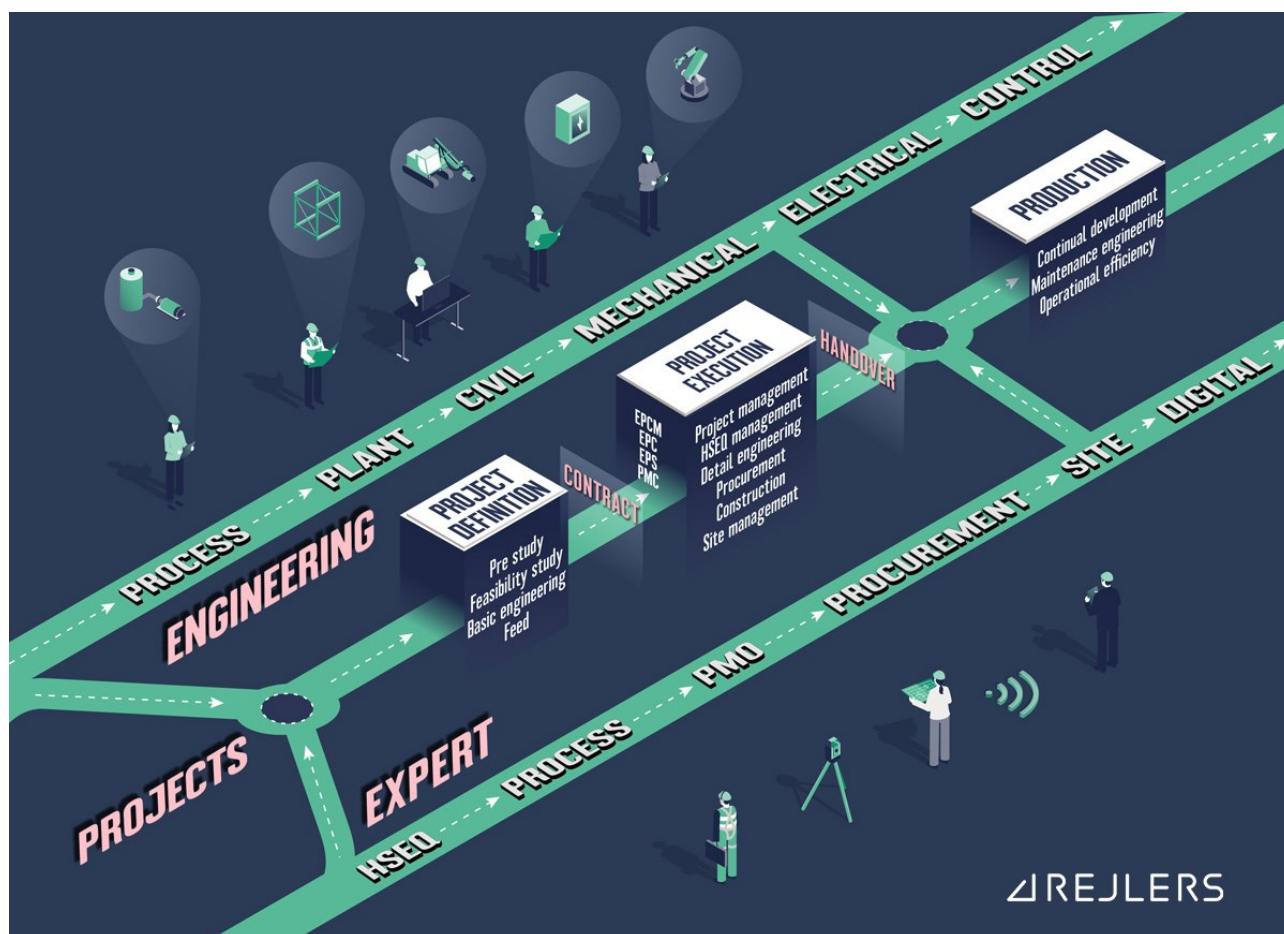 PROCESS
PLANT
CIVIL
MECHANICAL
ELECTRICAL
CONTROL
ENGINEERING
PROJECTS
EXPERT
PROJECT
DEFINITION
Pre study
Feasibility study
Basic engineering
Feed
CONTRACT
EPCM
EPC
EPS
PMC
PROJECT
EXECUTION
Project management
HSEQ management
Detail engineering
Procurement
Construction
Site management
HANDOVER
PRODUCTION
Continual development
Maintenance engineering
Operational efficiency
HSEQ
PROCESS
PMO
PROCUREMENT
SITE
DIGITAL
REJLERS